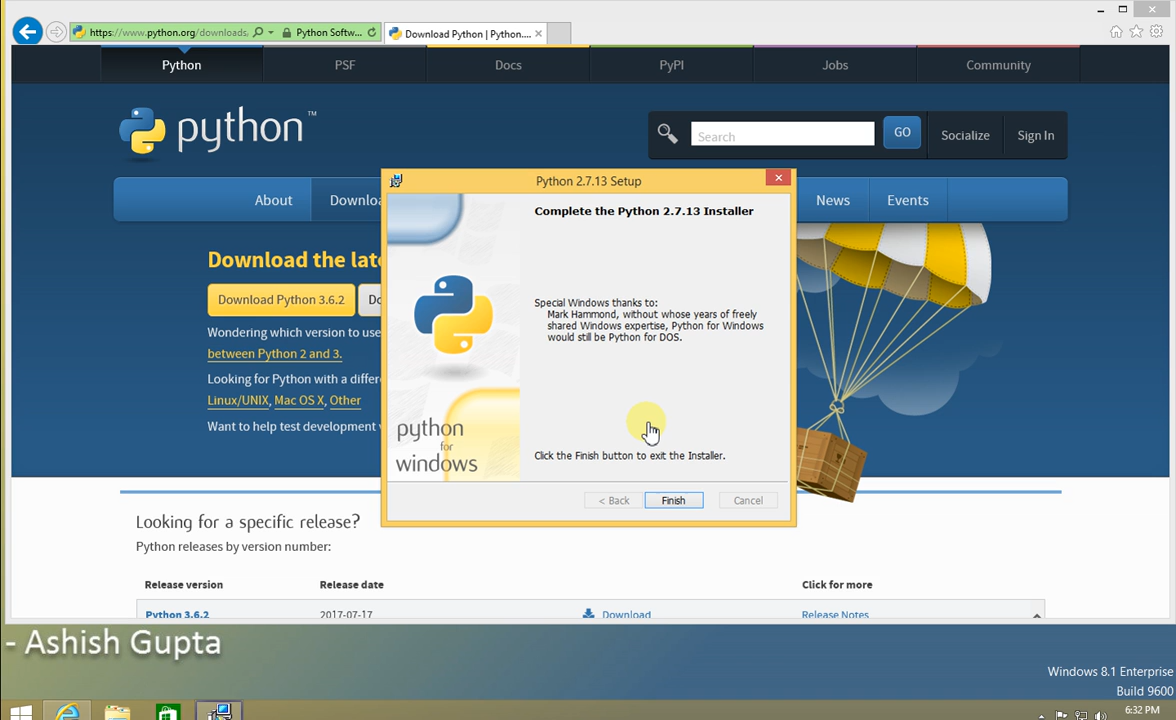 https://www.python.org/downloads, Python Softw... Download Python | Python....
Python PSF Docs PyPI Jobs Community
python™
Search GO Socialize Sign In
Python 2.7.13 Setup
About News Events
Complete the Python 2.7.13 Installer
Download the
Download Python 3.6.2
Special Windows thanks to:
Mark Hammond, without whose years of freely
shared Windows expertise, Python for Windows
would still be Python for DOS.
Wondering which version to use
between Python 2 and 3.
Looking for Python with a
Linux/UNIX, Mac OS X, Other
Want to help test development
python
for
windows
Click the Finish button to exit the Installer.
< Back Finish Cancel
Looking for a specific release?
Python releases by version number:
Release version Release date Click for more
Python 3.6.2 2017-07-17 Download Release Notes
- Ashish Gupta
Windows 8.1 Enterprise
Build 9600
6:32 PM